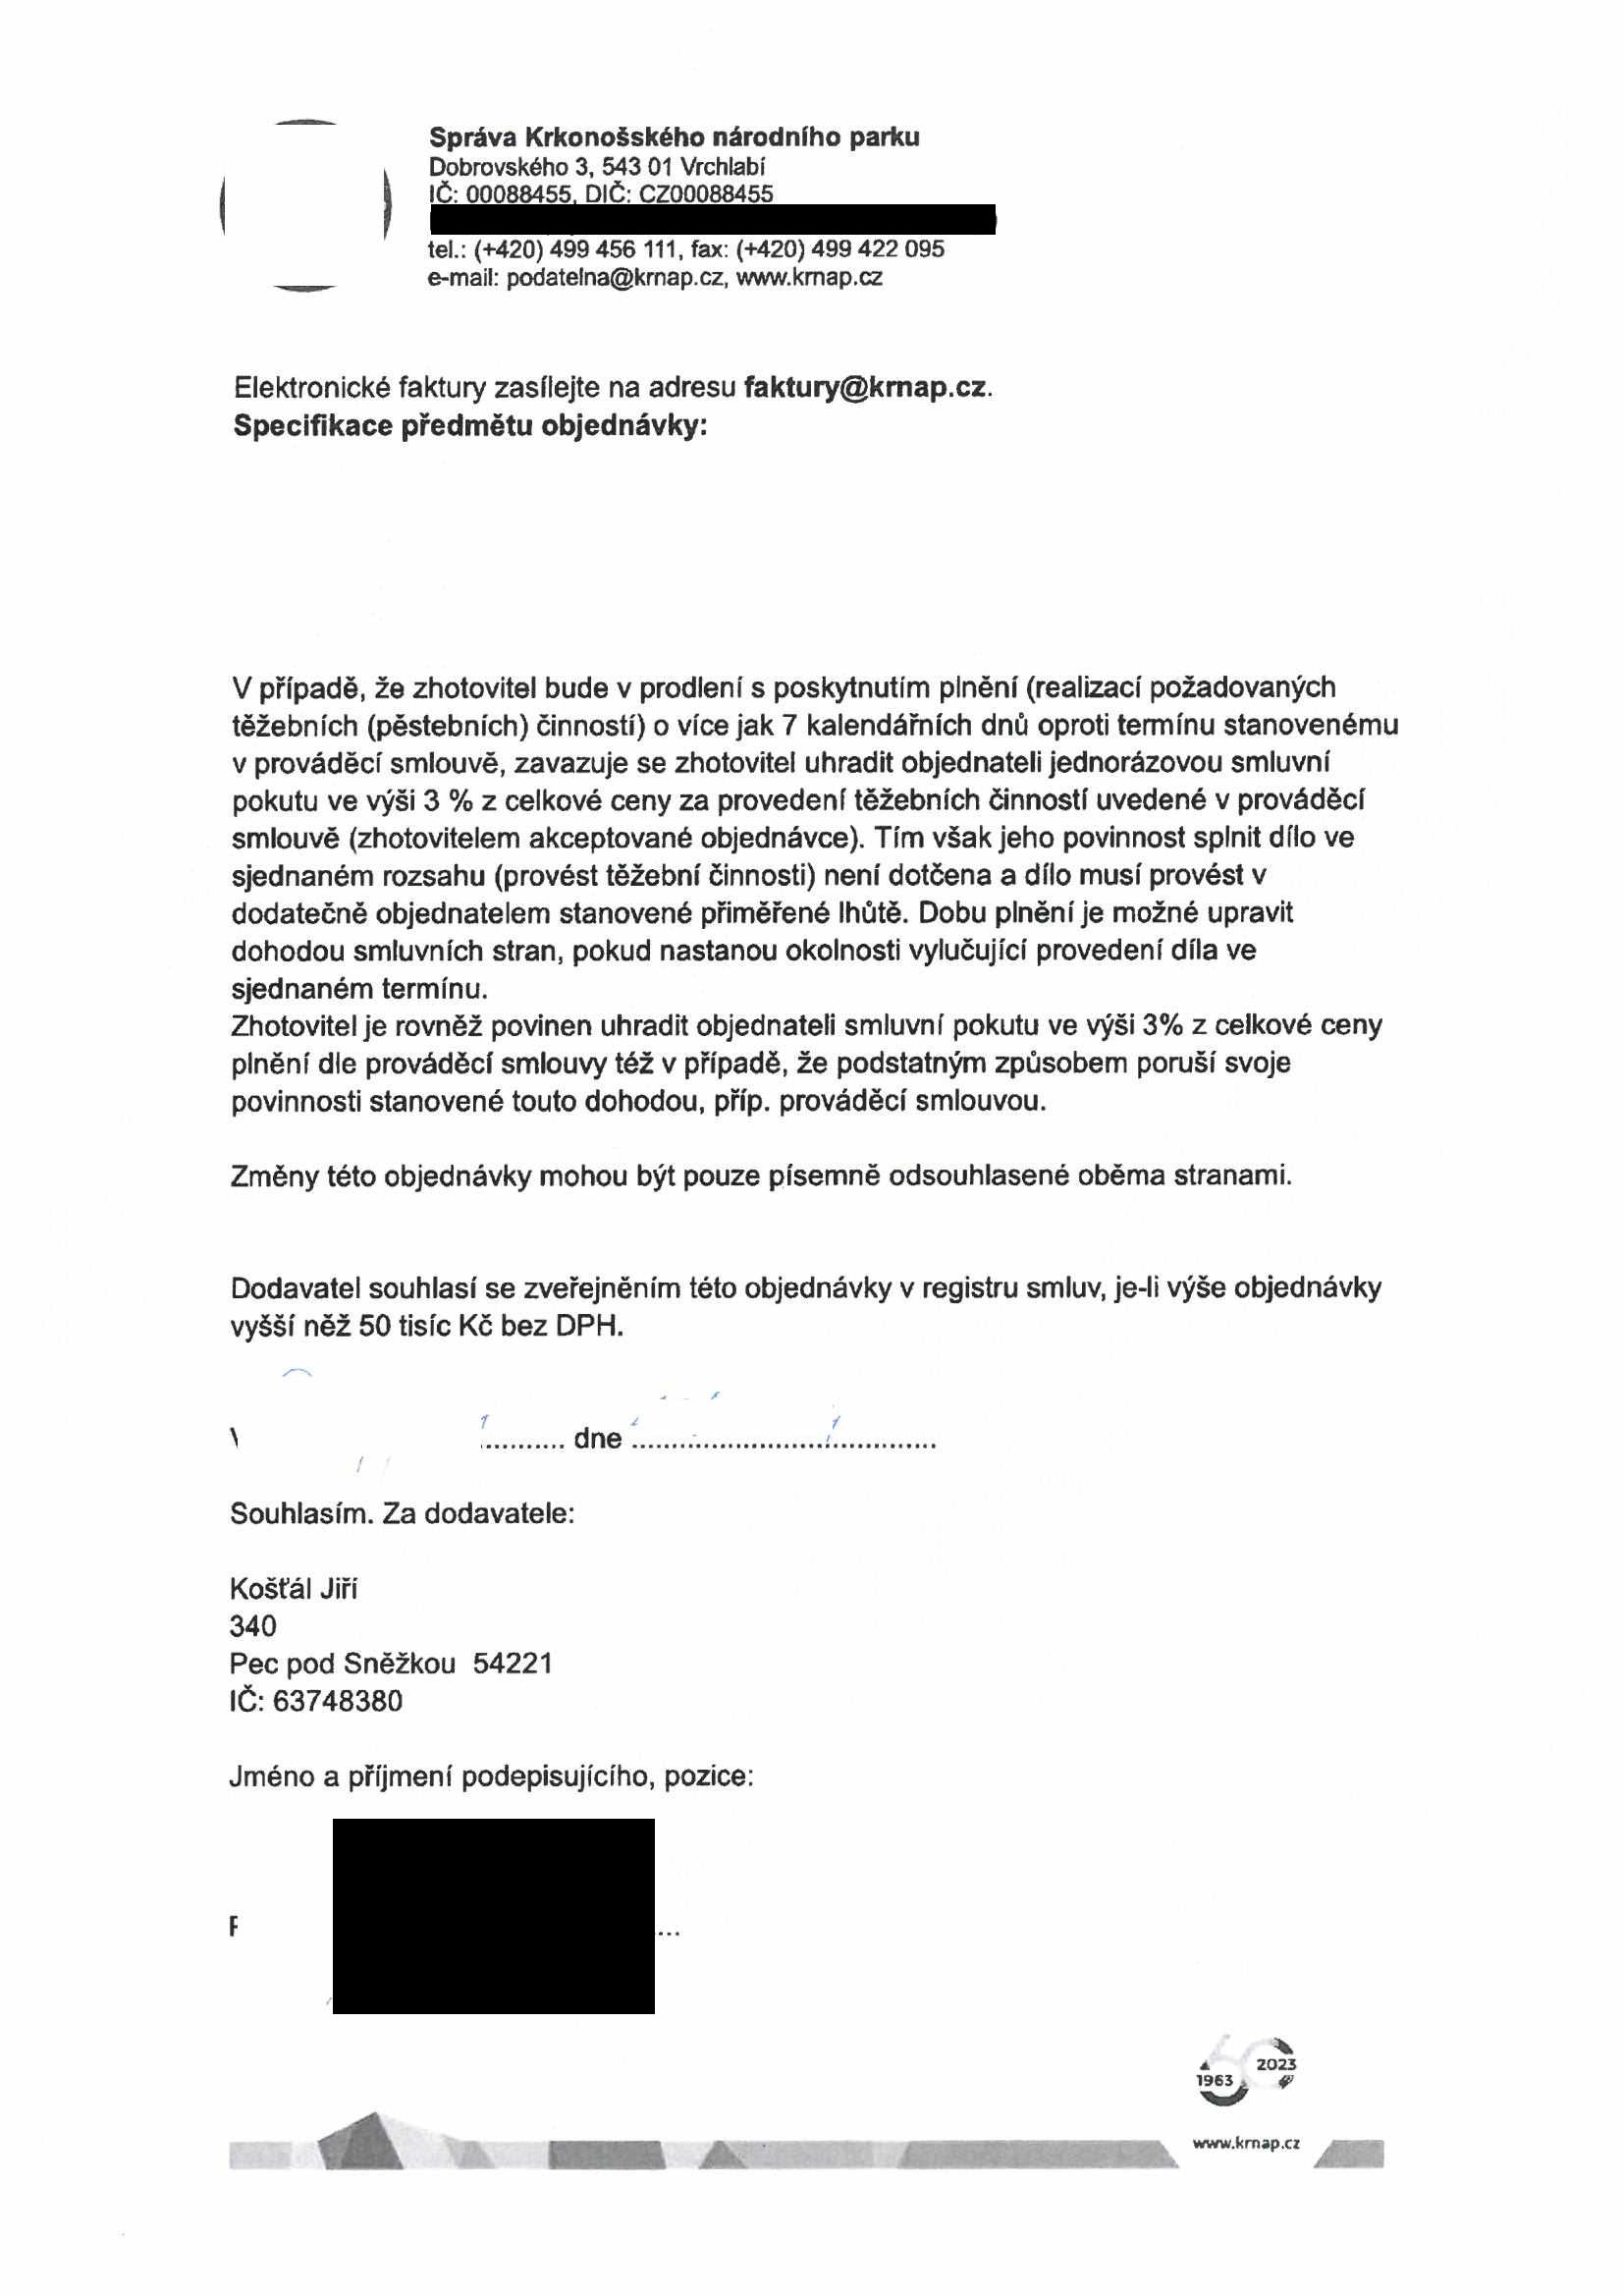 Správa Krkonošského národního parku
Dobrovského 3, 543 01 Vrchlabí
IČ: 00088455, DIČ: CZ00088455
tel.: (+420) 499 456 111, fax: (+420) 499 422 095
e-mail: podatelna@krnap.cz, www.krnap.cz
Elektronické faktury zasílejte na adresu faktury@krnap.cz.
Specifikace předmětu objednávky:
V případě, že zhotovitel bude v prodlení s poskytnutím plnění (realizací požadovaných
těžebních (pěstebních) činností) o více jak 7 kalendářních dnů oproti termínu stanovenému
v prováděcí smlouvě, zavazuje se zhotovitel uhradit objednateli jednorázovou smluvní
pokutu ve výši 3 % z celkové ceny za provedení těžebních činností uvedené v prováděcí
smlouvě (zhotovitelem akceptované objednávce). Tím však jeho povinnost splnit dílo ve
sjednaném rozsahu (provést těžební činnosti) není dotčena a dílo musí provést v
dodatečně objednatelem stanovené přiměřené lhůtě. Dobu plnění je možné upravit
dohodou smluvních stran, pokud nastanou okolnosti vylučující provedení díla ve
sjednaném termínu.
Zhotovitel je rovněž povinen uhradit objednateli smluvní pokutu ve výši 3% z celkové ceny
plnění dle prováděcí smlouvy též v případě, že podstatným způsobem poruší svoje
povinnosti stanovené touto dohodou, příp. prováděcí smlouvou.
Změny této objednávky mohou být pouze písemně odsouhlasené oběma stranami.
Dodavatel souhlasí se zveřejněním této objednávky v registru smluv, je-li výše objednávky
vyšší něž 50 tisíc Kč bez DPH.
.......... dne ......................................
Souhlasím. Za dodavatele:
Košťál Jiří
340
Pec pod Sněžkou 54221
IČ: 63748380
Jméno a příjmení podepisujícího, pozice:
...
60
1963 2023
www.krnap.cz